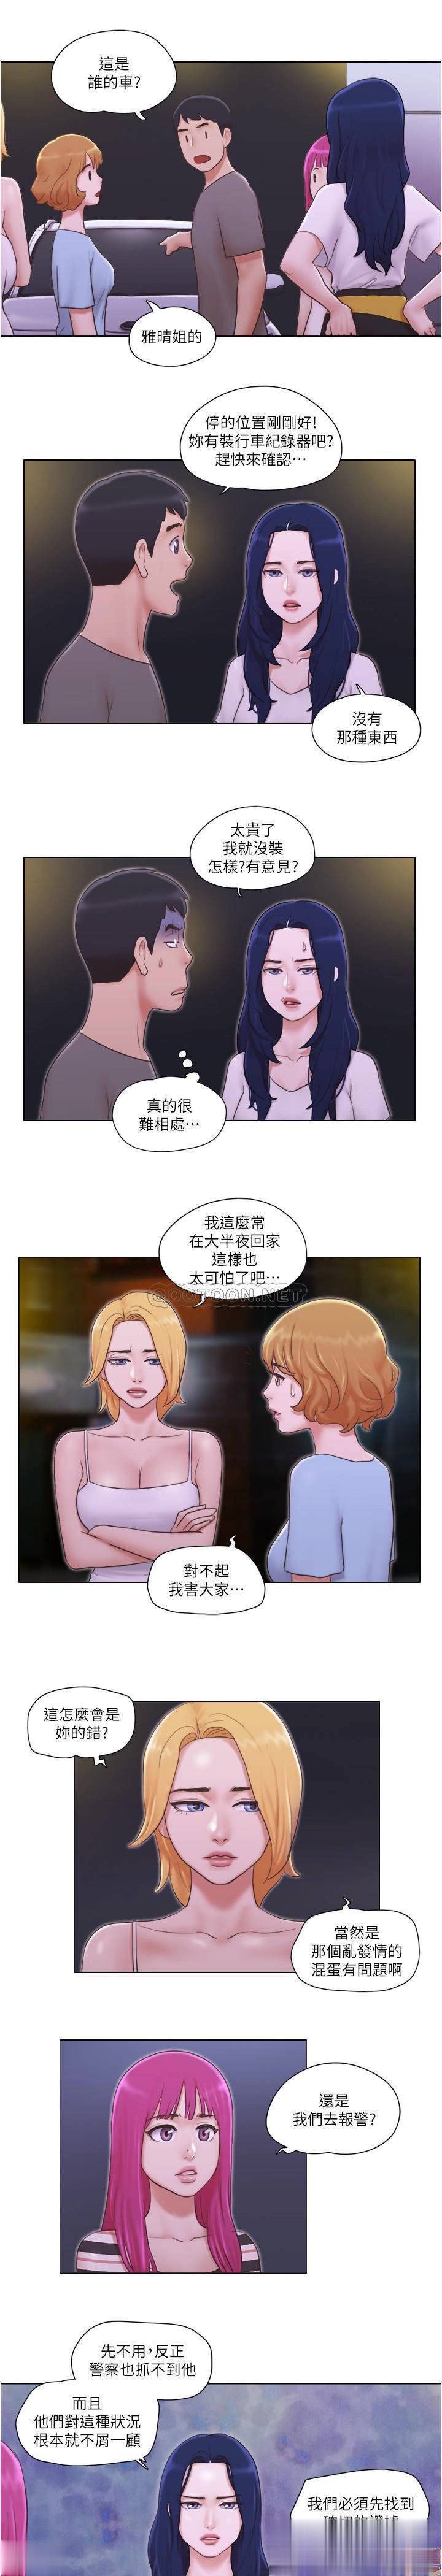 這是
誰的車?
雅晴姐的
停的位置剛剛好!
妳有裝行車紀錄器吧?
趕快來確認…
沒有
那種東西
太貴了
我就沒裝
怎樣?有意見?
真的很
難相處…
我這麼常
在大半夜回家
這樣也
太可怕了吧…
TOON.NET
對不起
我害大家…
這怎麼會是
妳的錯?
當然是
那個亂發情的
混蛋有問題啊
還是
我們去報警?
先不用,反正
警察也抓不到他
而且
他們對這種狀況
根本就不屑一顧
我們必須先找到